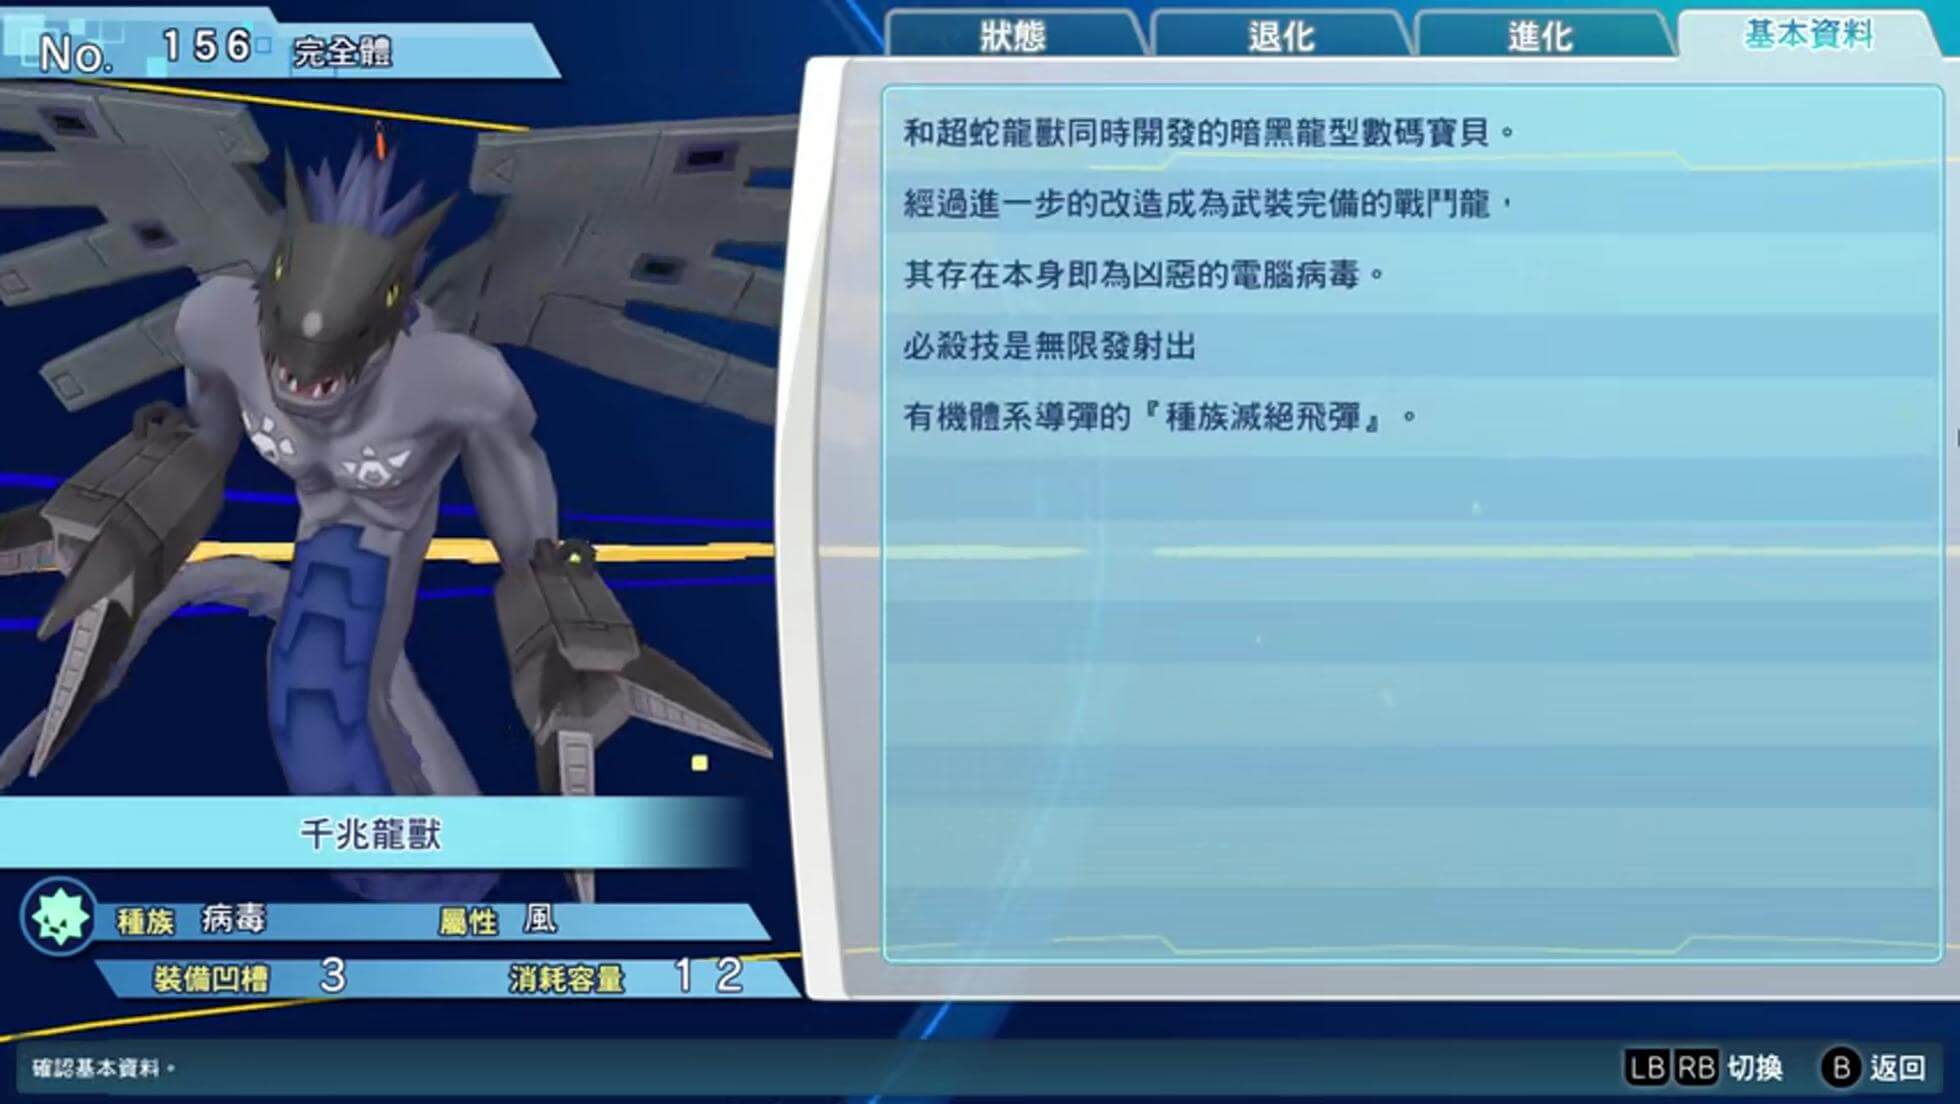 No. 156 完全體
狀態 退化 進化 基本資料
和超蛇龍獸同時開發的暗黑龍型數碼寶貝。
經過進一步的改造成為武裝完備的戰鬥龍，
其存在本身即為凶惡的電腦病毒。
必殺技是無限發射出
有機體系導彈的『種族滅絕飛彈』。
千兆龍獸
種族 病毒 屬性 風
裝備凹槽 3 消耗容量 12
確認基本資料。
LB RB 切換 B 返回